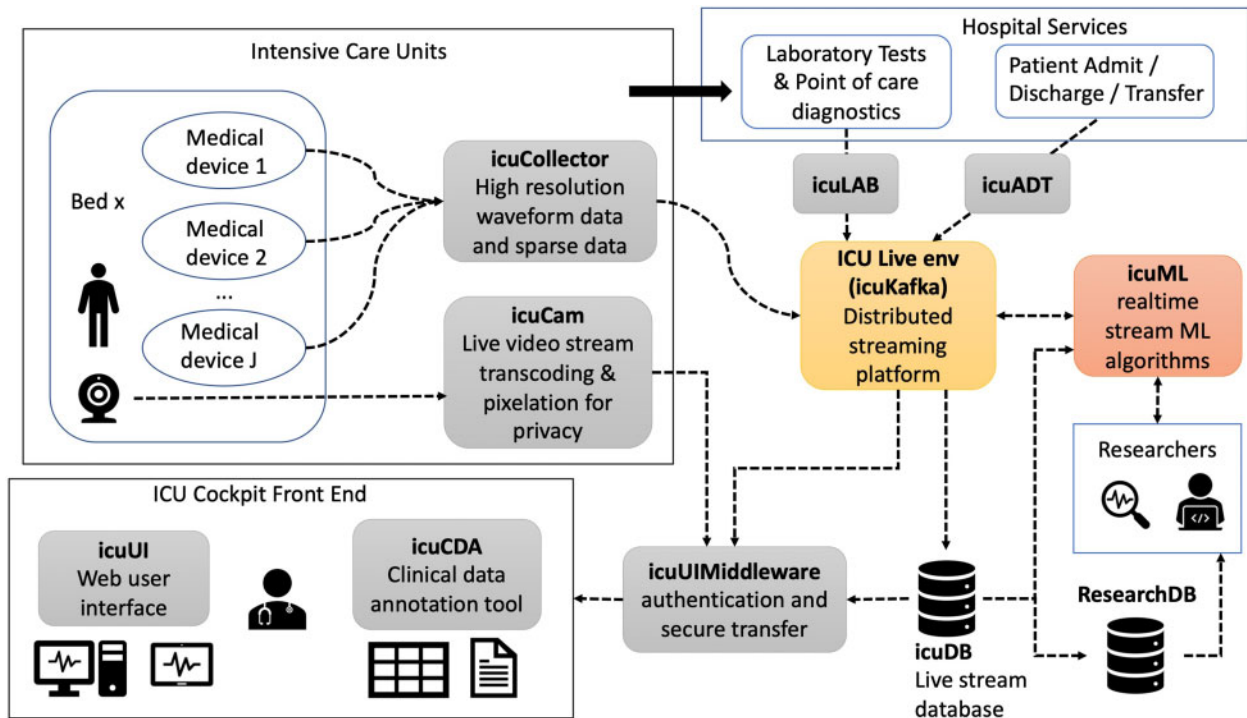 Intensive Care Units
Bed x
Medical
device 1
Medical
device 2
...
Medical
device J
icuCollector
High resolution
waveform data
and sparse data
icuCam
Live video stream
transcoding &
pixelation for
privacy
Hospital Services
Laboratory Tests
& Point of care
diagnostics
Patient Admit /
Discharge / Transfer
icuLAB
icuADT
ICU Live env
(icuKafka)
Distributed
streaming
platform
icuML
realtime
stream ML
algorithms
Researchers
</>
ICU Cockpit Front End
icuUI
Web user
interface
icuCDA
Clinical data
annotation tool
icuUIMiddleware
authentication and
secure transfer
icuDB
Live stream
database
ResearchDB